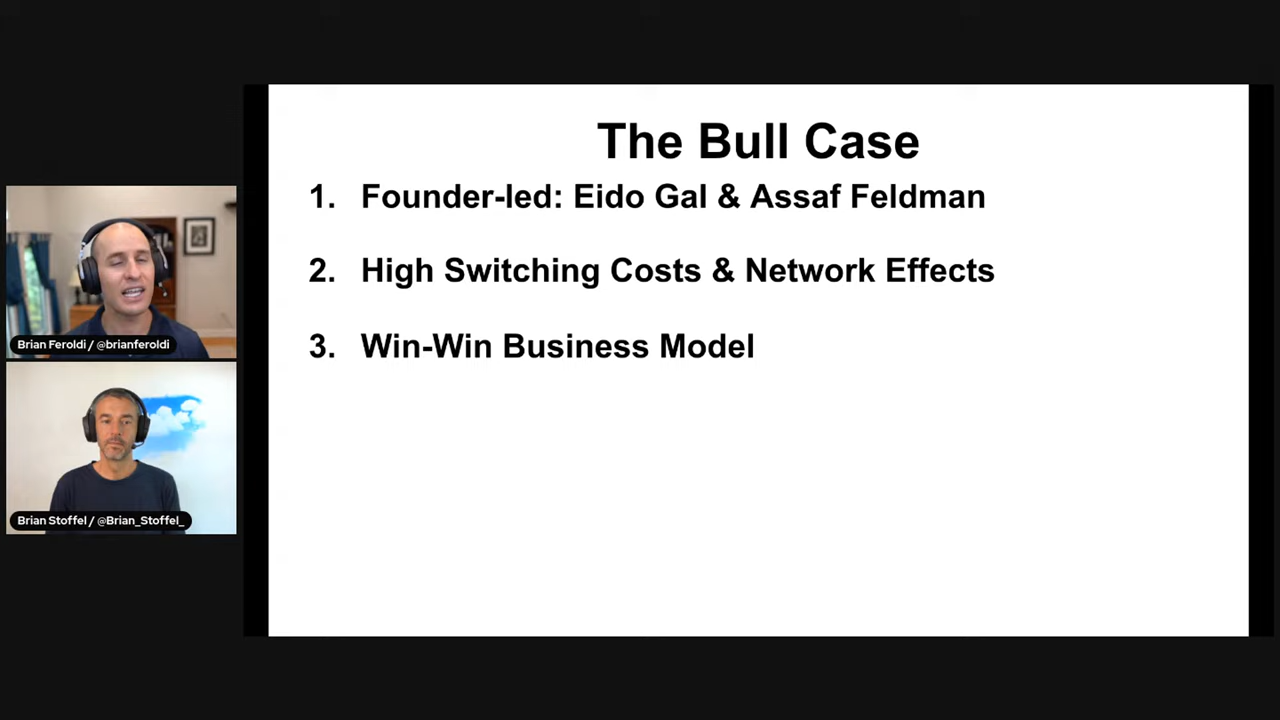 The Bull Case
1. Founder-led: Eido Gal & Assaf Feldman
2. High Switching Costs & Network Effects
3. Win-Win Business Model
Brian Feroldi / @brianferoldi
Brian Stoffel / @Brian_Stoffel_